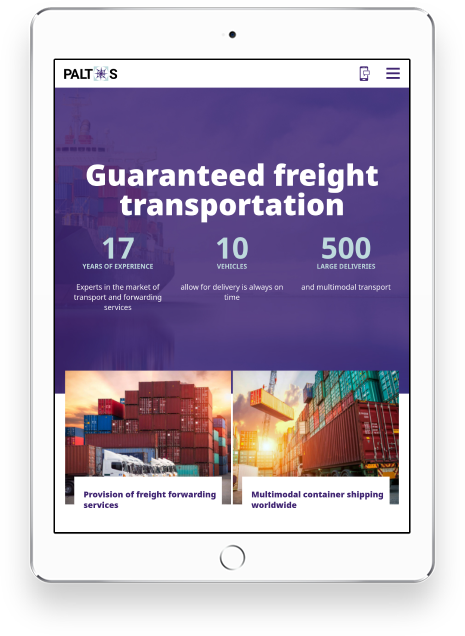 PALT S
Guaranteed freight
transportation
17
YEARS OF EXPERIENCE
Experts in the market of
transport and forwarding
services
10
VEHICLES
allow for delivery is always on
time
500
LARGE DELIVERIES
and multimodal transport
Provision of freight forwarding
services
Multimodal container shipping
worldwide